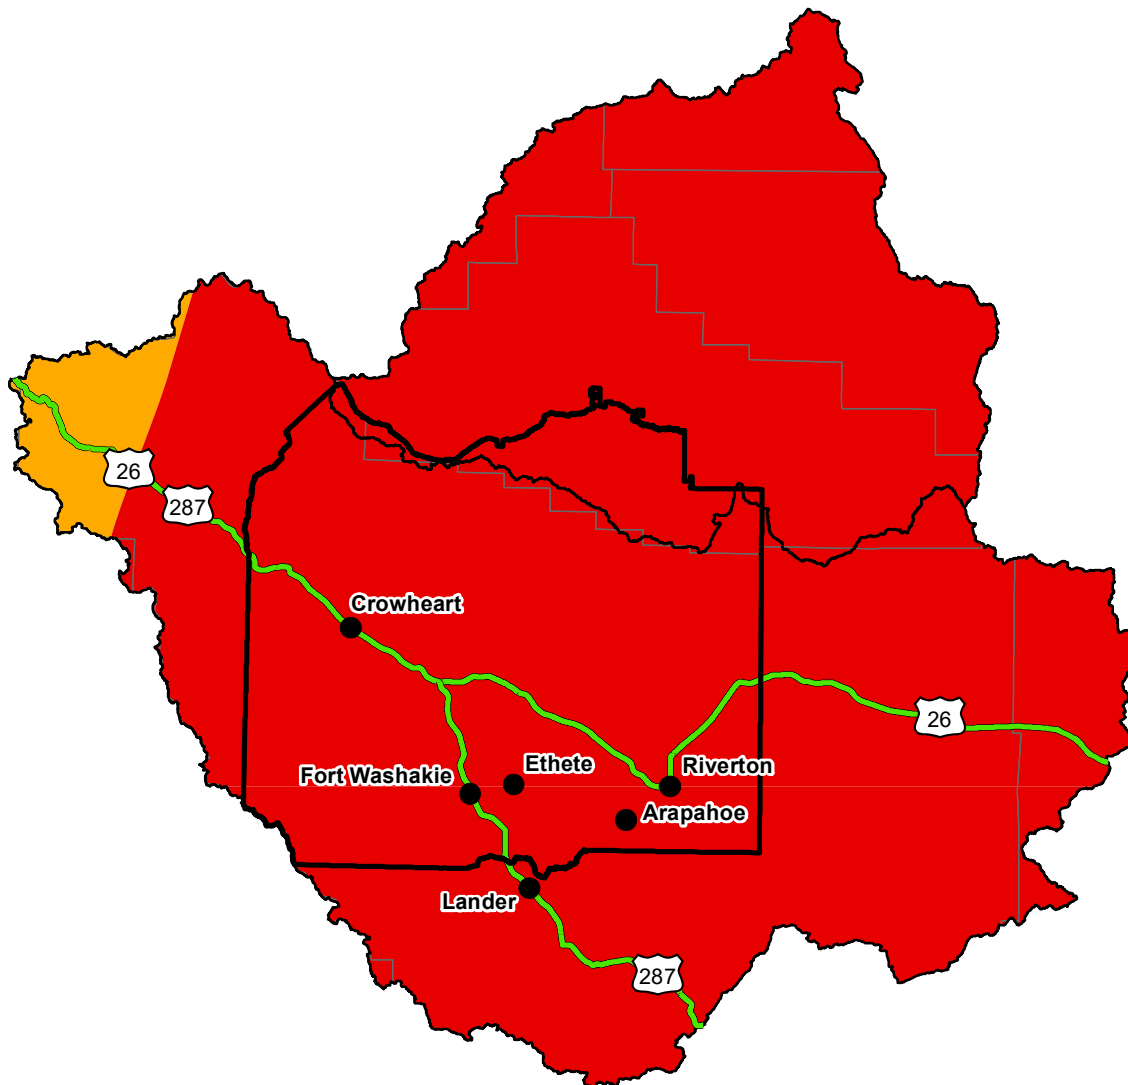 26
287
Crowheart
26
Ethete
Riverton
Fort Washakie
Arapahoe
Lander
287